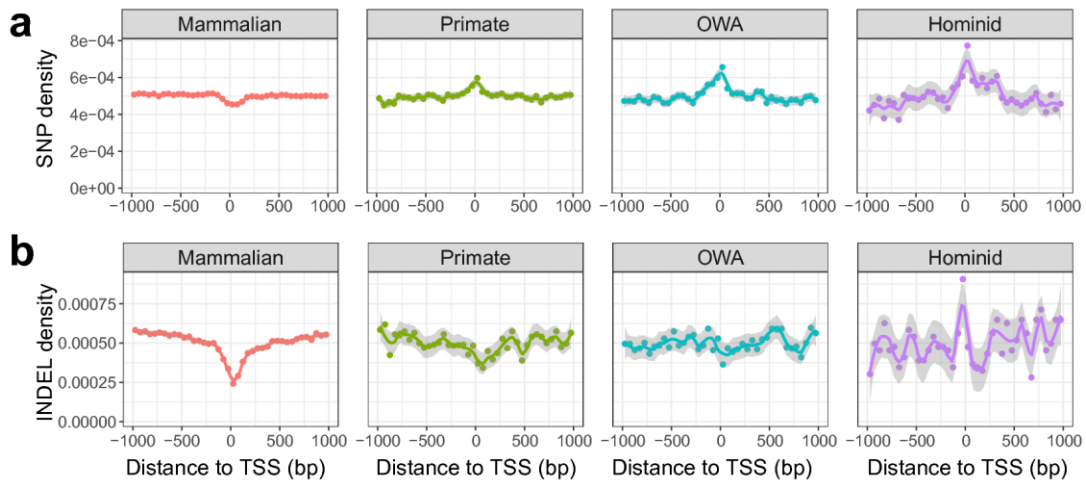 a
Mammalian Primate OWA Hominid
SNP density
8e−04
6e−04
4e−04
2e−04
0e+00
−1000 −500 0 500 1000 −1000 −500 0 500 1000 −1000 −500 0 500 1000 −1000 −500 0 500 1000
b
Mammalian Primate OWA Hominid
INDEL density
0.00075
0.00050
0.00025
0.00000
−1000 −500 0 500 1000 −1000 −500 0 500 1000 −1000 −500 0 500 1000 −1000 −500 0 500 1000
Distance to TSS (bp) Distance to TSS (bp) Distance to TSS (bp) Distance to TSS (bp)